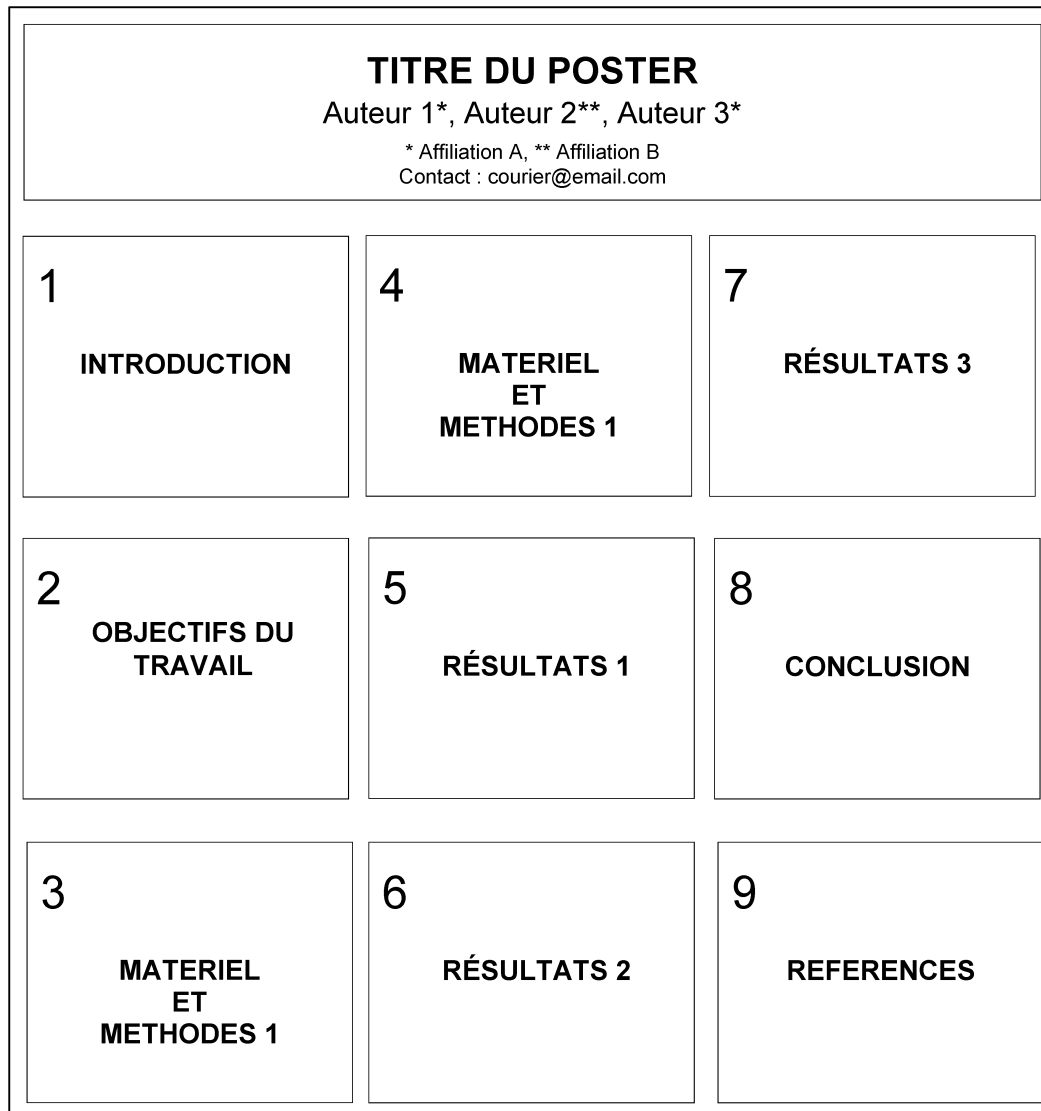 TITRE DU POSTER
Auteur 1*, Auteur 2**, Auteur 3*
* Affiliation A, ** Affiliation B
Contact : courier@email.com
1
INTRODUCTION
2
OBJECTIFS DU
TRAVAIL
3
MATERIEL
ET
METHODES 1
4
MATERIEL
ET
METHODES 1
5
RÉSULTATS 1
6
RÉSULTATS 2
7
RÉSULTATS 3
8
CONCLUSION
9
REFERENCES